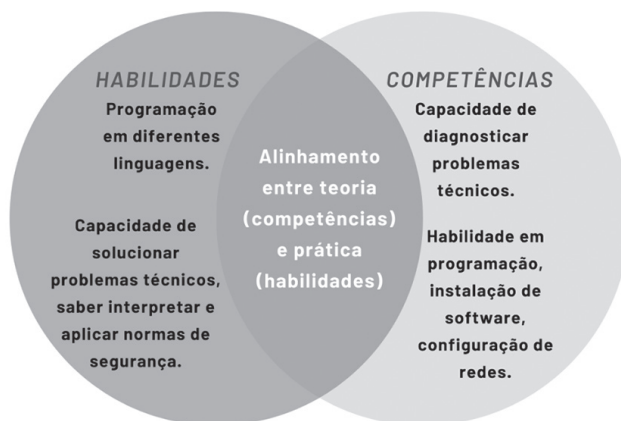 HABILIDADES
Programação
em diferentes
linguagens.
Capacidade de
solucionar
problemas técnicos,
saber interpretar e
aplicar normas de
segurança.
Alinhamento
entre teoria
(competências)
e prática
(habilidades)
COMPETÊNCIAS
Capacidade de
diagnosticar
problemas
técnicos.
Habilidade em
programação,
instalação de
software,
configuração de
redes.